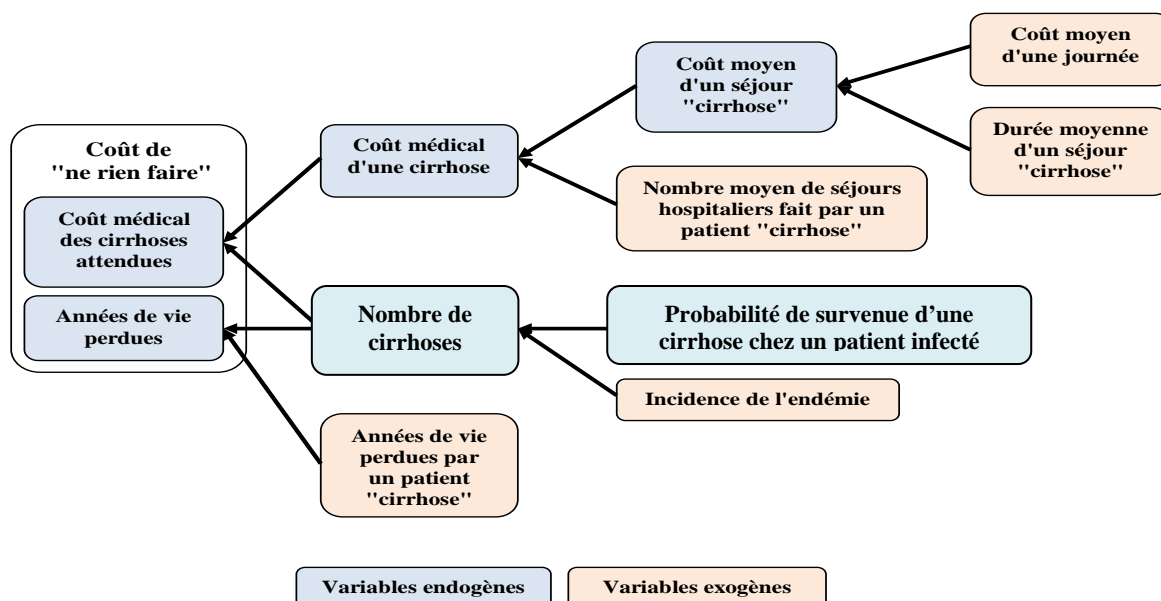 Coût moyen
d'une journée
Coût moyen
d'un séjour
"cirrhose"
Durée moyenne
d'un séjour
"cirrhose"
Coût de
"ne rien faire"
Coût médical
d'une cirrhose
Nombre moyen de séjours
hospitaliers fait par un
patient "cirrhose"
Coût médical
des cirrhoses
attendues
Années de vie
perdues
Nombre de
cirrhoses
Probabilité de survenue d’une
cirrhose chez un patient infecté
Incidence de l'endémie
Années de vie
perdues par
un patient
"cirrhose"
Variables endogènes
Variables exogènes